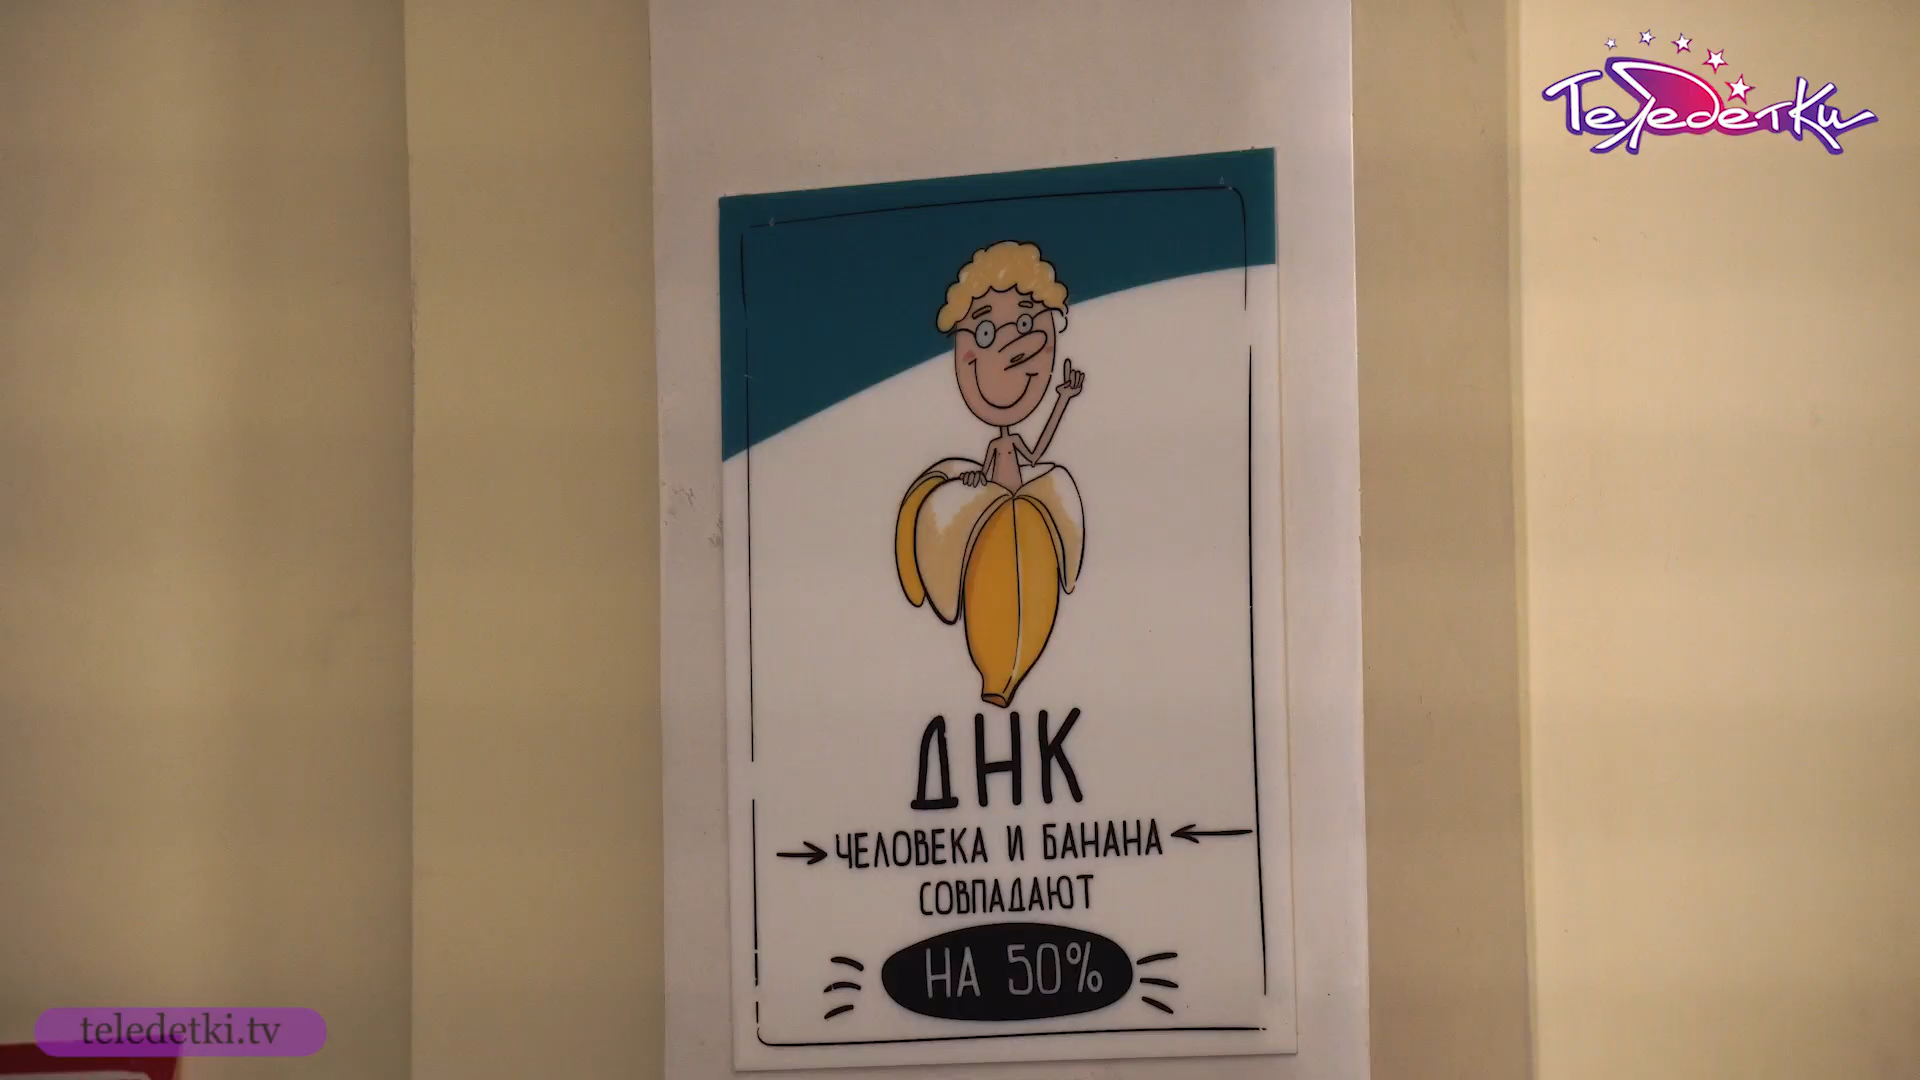 ТелеДетки
ДНК
ЧЕЛОВЕКА И БАНАНА
СОВПАДАЮТ
НА 50%
teledetki.tv